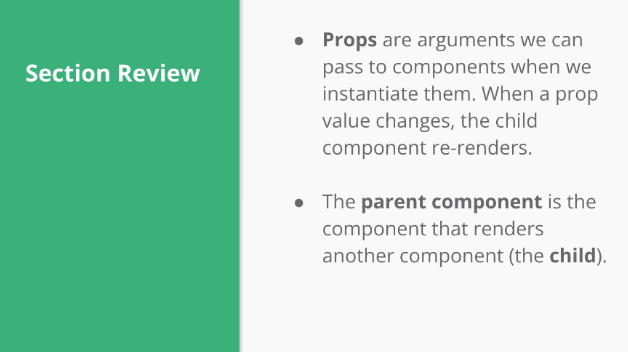 Section Review
● Props are arguments we can
pass to components when we
instantiate them. When a prop
value changes, the child
component re-renders.
● The parent component is the
component that renders
another component (the child).